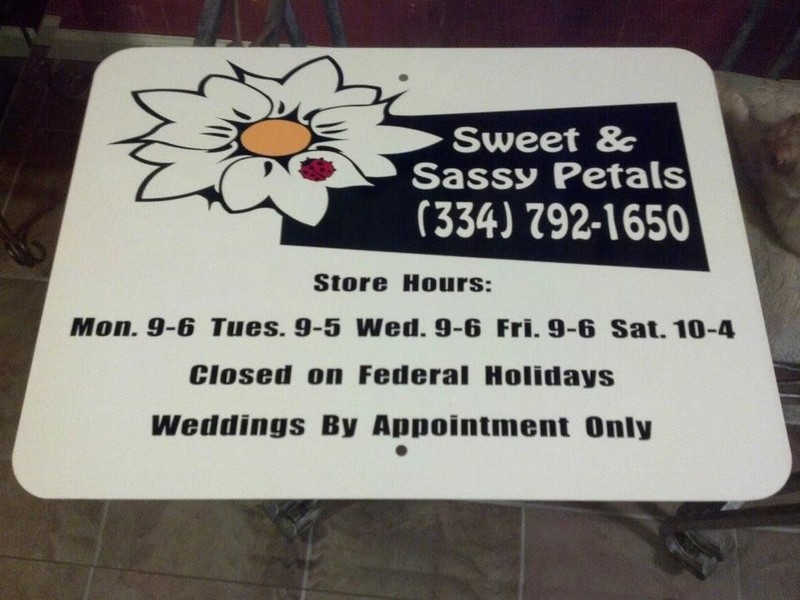 Sweet &
Sassy Petals
(334) 792-1650
Store Hours:
Mon. 9-6 Tues. 9-5 Wed. 9-6 Fri. 9-6 Sat. 10-4
Closed on Federal Holidays
Weddings By Appointment Only